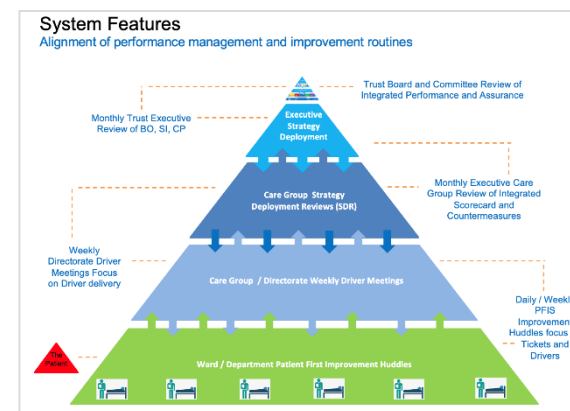 System Features
Alignment of performance management and improvement routines
Trust Board and Committee Review of
Integrated Performance and Assurance
Monthly Trust Executive
Review of BO, SI, CP
Executive
Strategy
Deployment
Care Group Strategy
Deployment Reviews (SDR)
Monthly Executive Care
Group Review of Integrated
Scorecard and
Countermeasures
Weekly
Directorate Driver
Meetings Focus
on Driver delivery
Care Group / Directorate Weekly Driver Meetings
Daily / Weekl
PFIS
Improvemen
Huddles focus
Tickets and
Drivers
The
Patient
Ward / Department Patient First Improvement Huddles